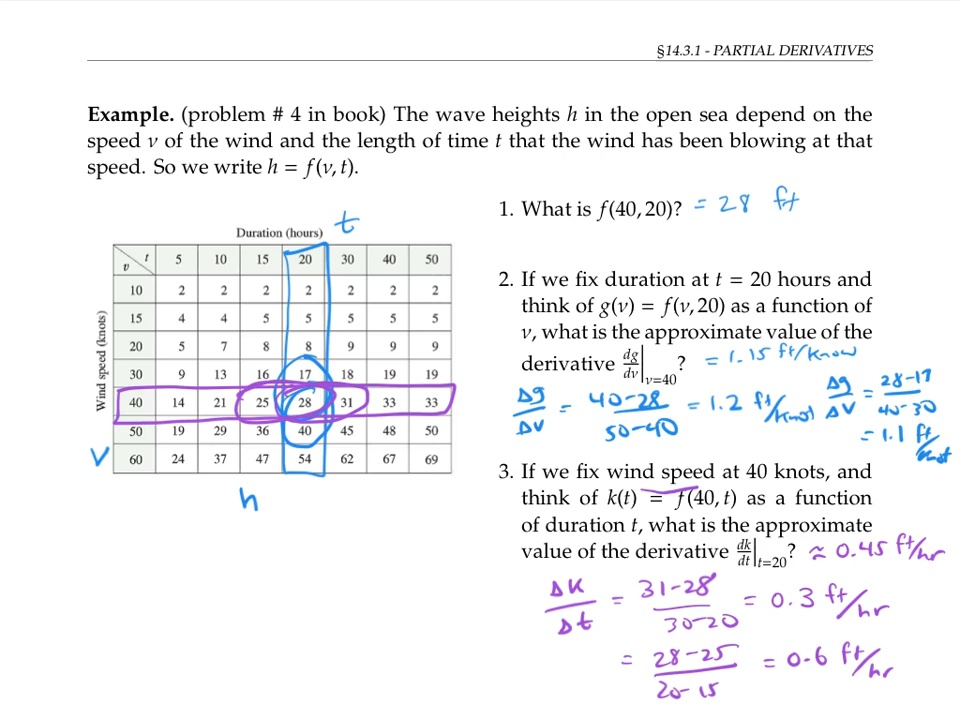 §14.3.1 - PARTIAL DERIVATIVES
Example. (problem # 4 in book) The wave heights h in the open sea depend on the
speed v of the wind and the length of time t that the wind has been blowing at that
speed. So we write h = f(v, t).
t
Duration (hours)
v t 5 10 15 20 30 40 50
10 2 2 2 2 2 2 2
15 4 4 5 5 5 5 5
20 5 7 8 8 9 9 9
30 9 13 16 17 18 19 19
40 14 21 25 28 31 33 33
50 19 29 36 40 45 48 50
60 24 37 47 54 62 67 69
Wind speed (knots)
v
h
1. What is f(40, 20)? = 28 ft
2. If we fix duration at t = 20 hours and
think of g(v) = f(v, 20) as a function of
v, what is the approximate value of the
derivative dg/dv|v=40 ? = 1.15 ft/know
Δg/Δv = 40-28/50-40 = 1.2 ft/knot
Δg/Δv = 28-17/40-30
= 1.1 ft/knot
3. If we fix wind speed at 40 knots, and
think of k(t) = f(40, t) as a function
of duration t, what is the approximate
value of the derivative dk/dt|t=20? ≈ 0.45 ft/hr
Δk/Δt = 31-28/30-20 = 0.3 ft/hr
= 28-25/20-15 = 0.6 ft/hr